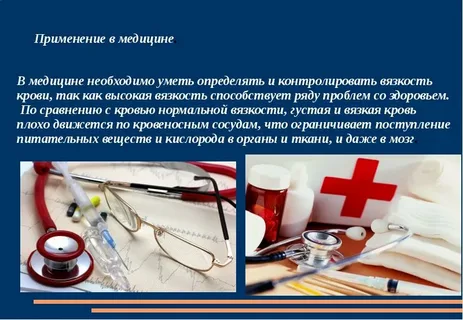 Применение в медицине
В медицине необходимо уметь определять и контролировать вязкость
крови, так как высокая вязкость способствует ряду проблем со здоровьем.
По сравнению с кровью нормальной вязкости, густая и вязкая кровь
плохо движется по кровеносным сосудам, что ограничивает поступление
питательных веществ и кислорода в органы и ткани, и даже в мозг